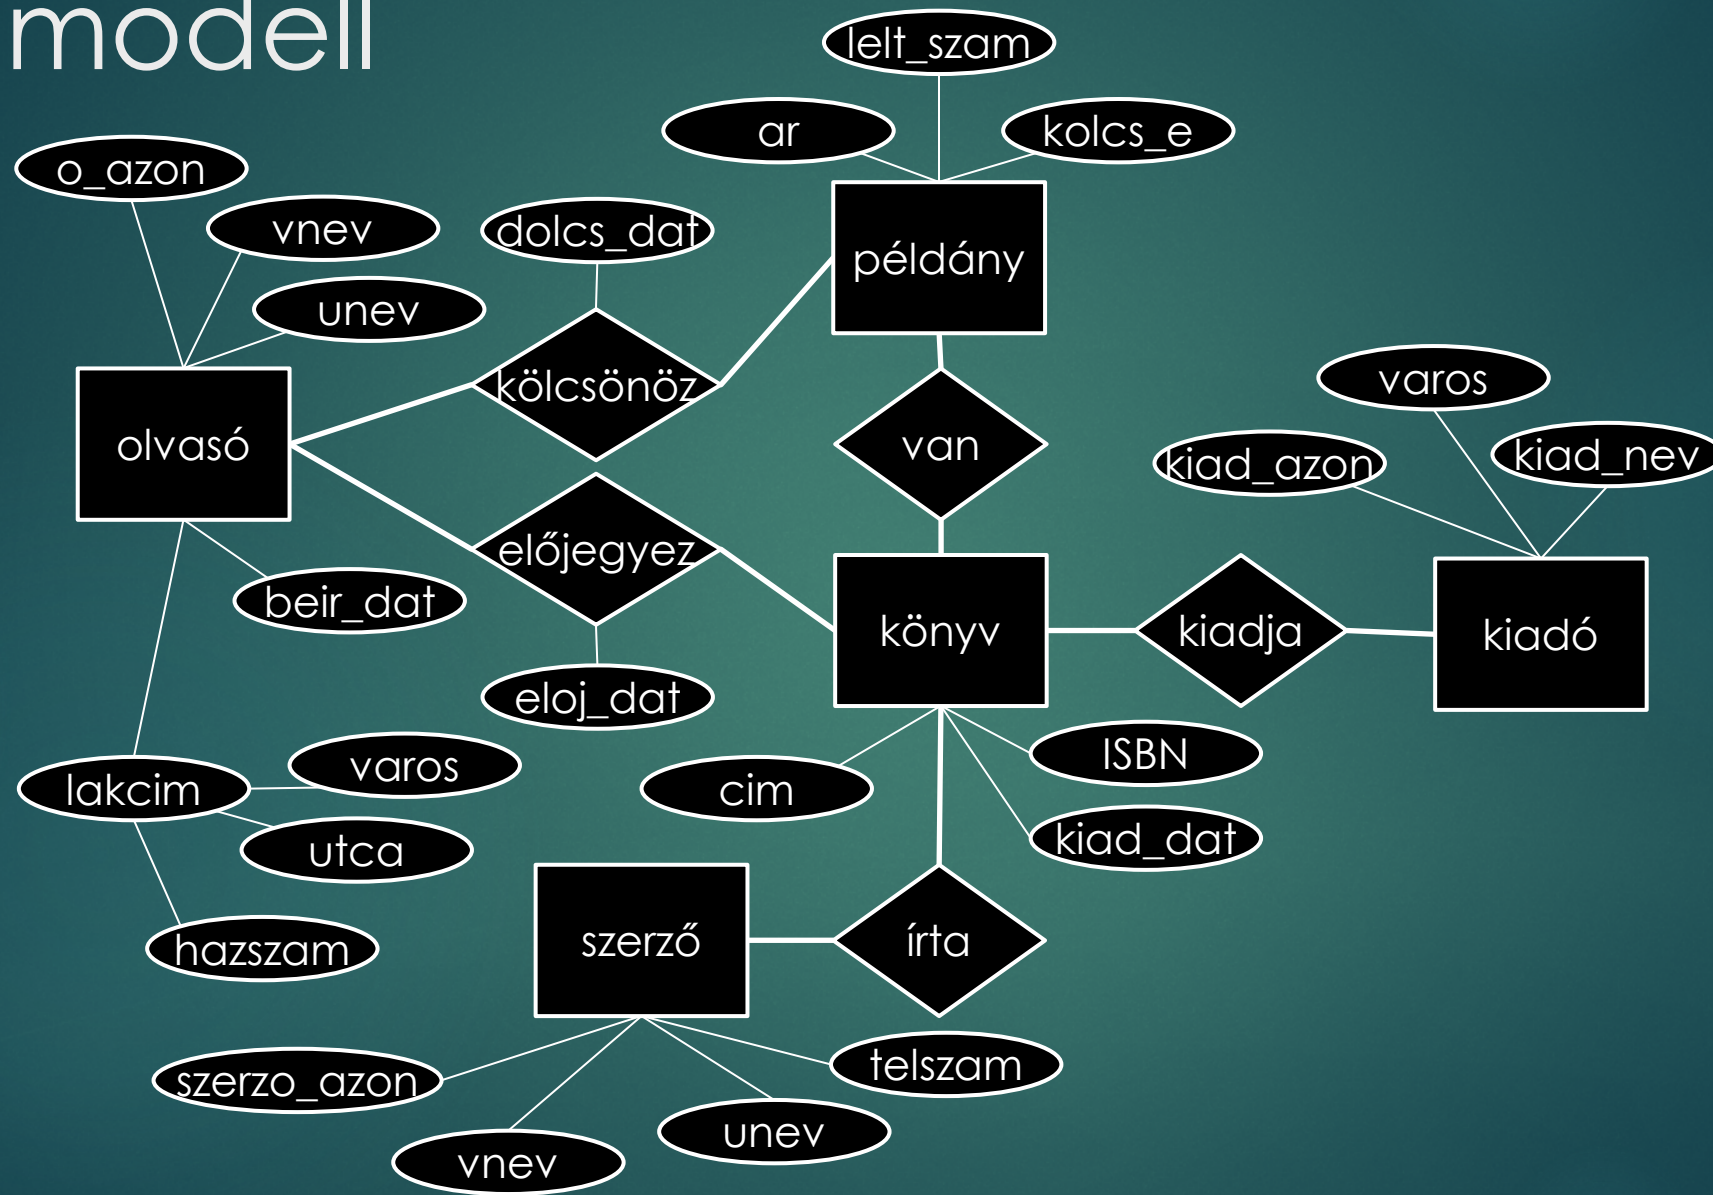 modell
lelt_szam
ar
kolcs_e
o_azon
vnev
dolcs_dat
unev
példány
kölcsönöz
olvasó
van
varos
kiad_azon
kiad_nev
előjegyez
beir_dat
könyv
kiadja
kiadó
eloj_dat
lakcim
varos
utca
hazszam
cim
ISBN
kiad_dat
szerző
írta
szerzo_azon
vnev
unev
telszam